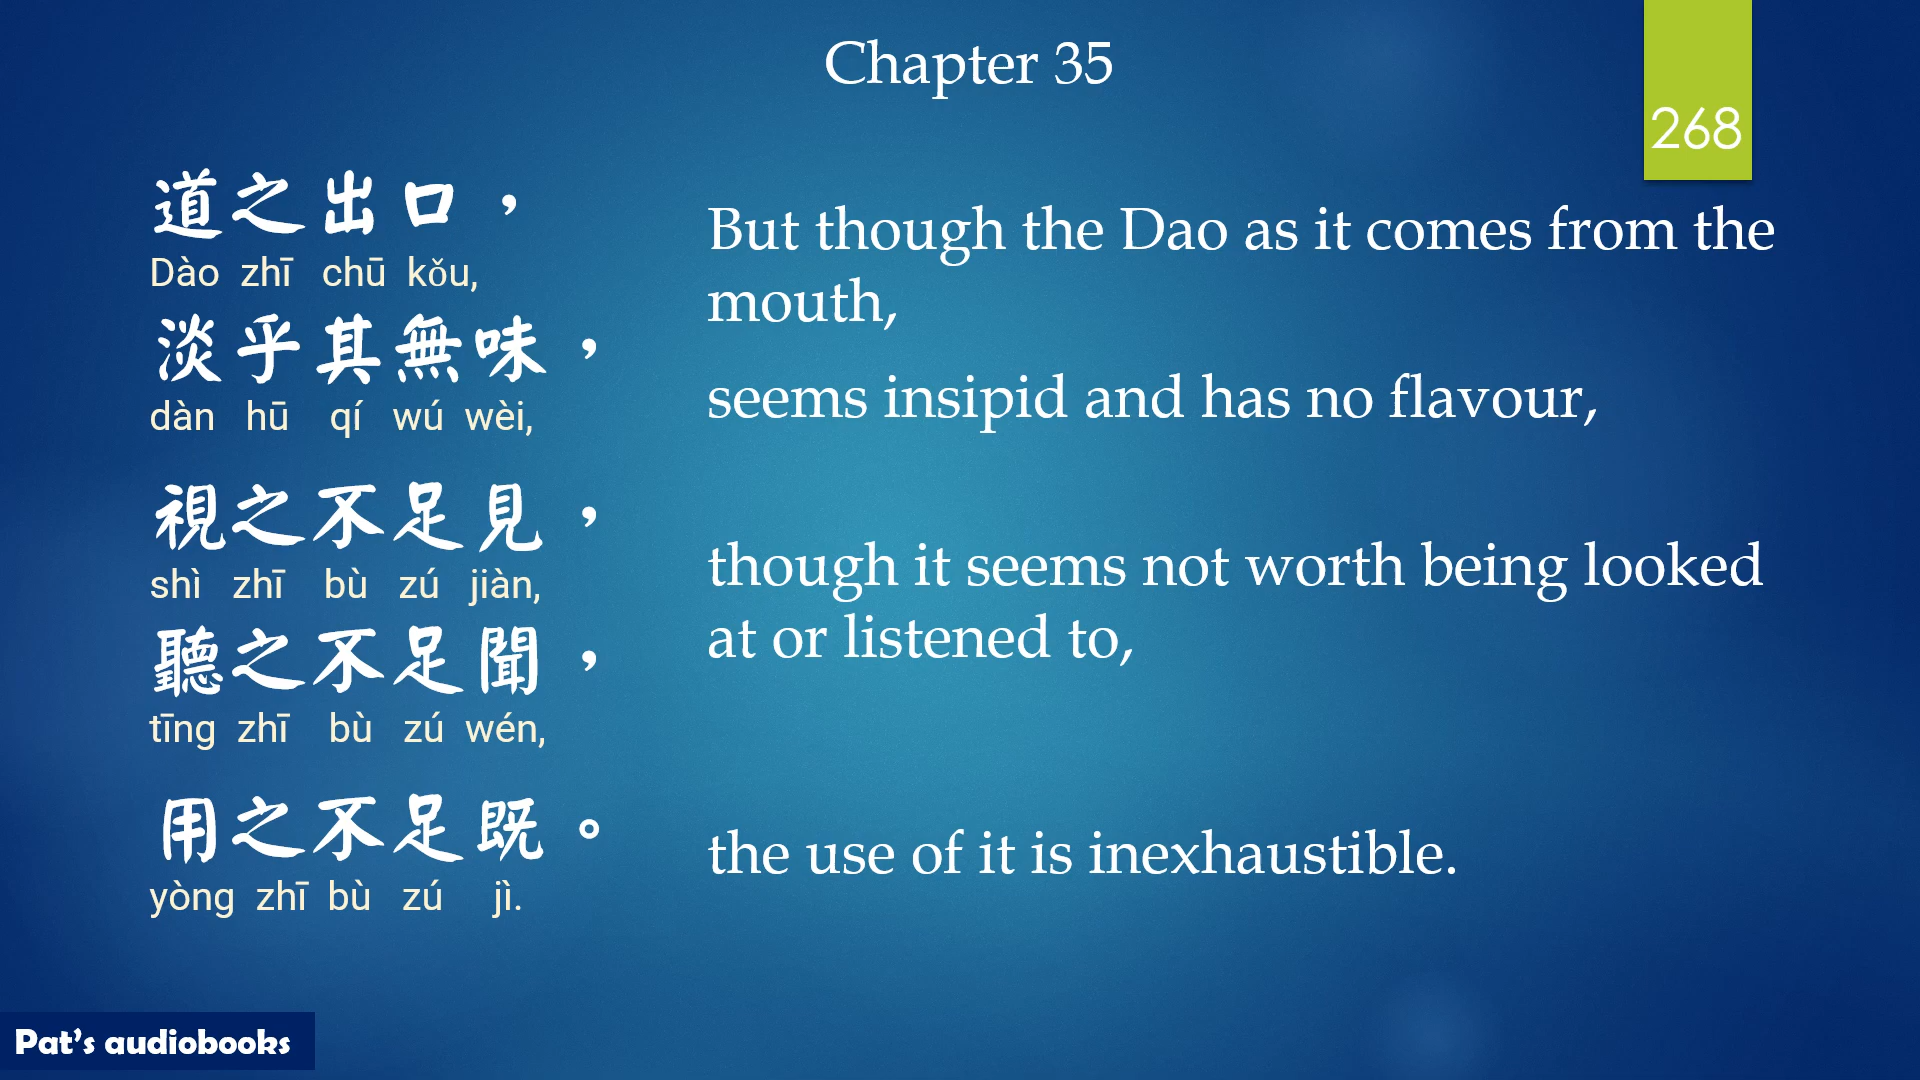 Chapter 35
268
道之出口，
Dào zhī chū kǒu,
淡乎其無味，
dàn hū qí wú wèi,
視之不足見，
shì zhī bù zú jiàn,
聽之不足聞，
tīng zhī bù zú wén,
用之不足既。
yòng zhī bù zú jì.
But though the Dao as it comes from the
mouth,
seems insipid and has no flavour,
though it seems not worth being looked
at or listened to,
the use of it is inexhaustible.
Pat's audiobooks